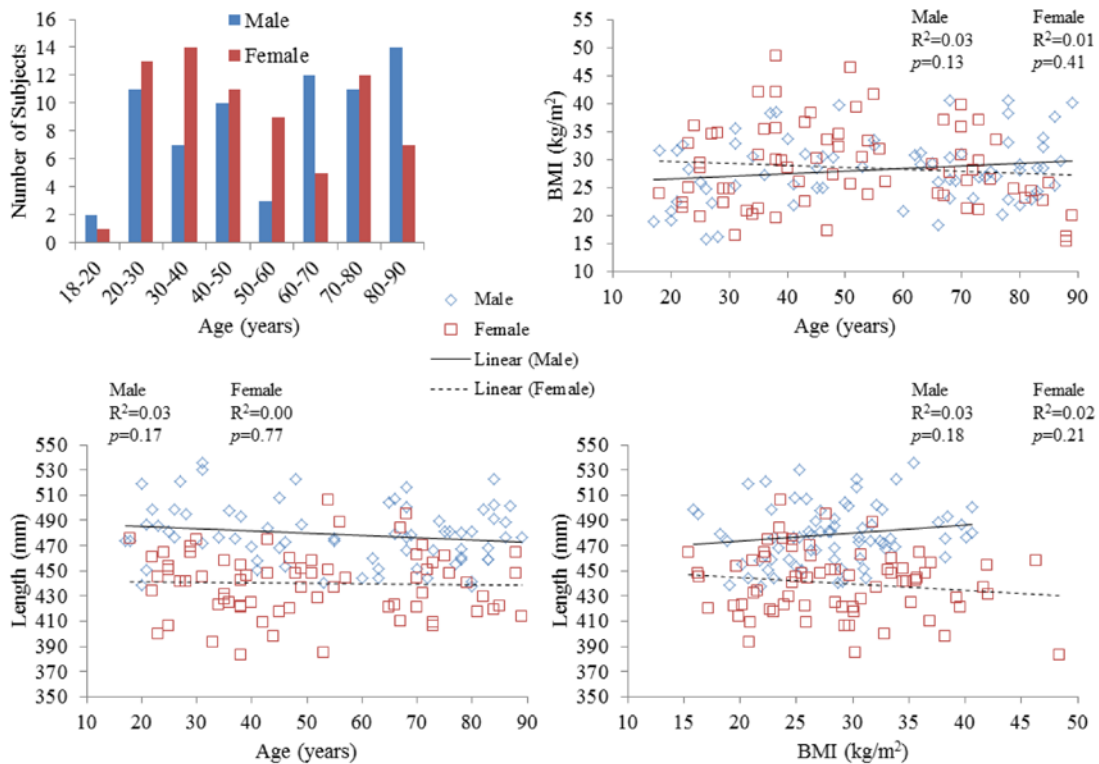 16
14
12
10
8
6
4
2
0
Number of Subjects
Male
Female
18-20
20-30
30-40
40-50
50-60
60-70
70-80
80-90
Age (years)
Male Female
R²=0.03 R²=0.01
p=0.13 p=0.41
50
45
40
35
30
25
20
15
10
BMI (kg/m²)
10 20 30 40 50 60 70 80 90
Age (years)
Male
Female
Linear (Male)
Linear (Female)
Male Female
R²=0.03 R²=0.00
p=0.17 p=0.77
550
530
510
490
470
450
430
410
390
370
350
Length (mm)
10 20 30 40 50 60 70 80 90
Age (years)
Male Female
R²=0.03 R²=0.02
p=0.18 p=0.21
550
530
510
490
470
450
430
410
390
370
350
Length (mm)
10 15 20 25 30 35 40 45 50
BMI (kg/m²)